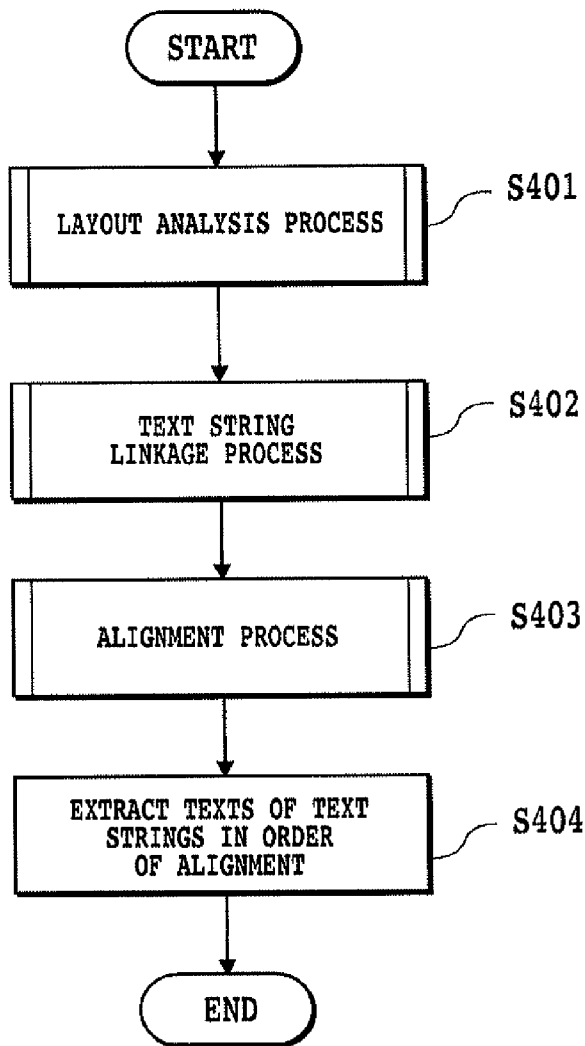 START
LAYOUT ANALYSIS PROCESS
S401
TEXT STRING
LINKAGE PROCESS
S402
ALIGNMENT PROCESS
S403
EXTRACT TEXTS OF TEXT
STRINGS IN ORDER
OF ALIGNMENT
S404
END